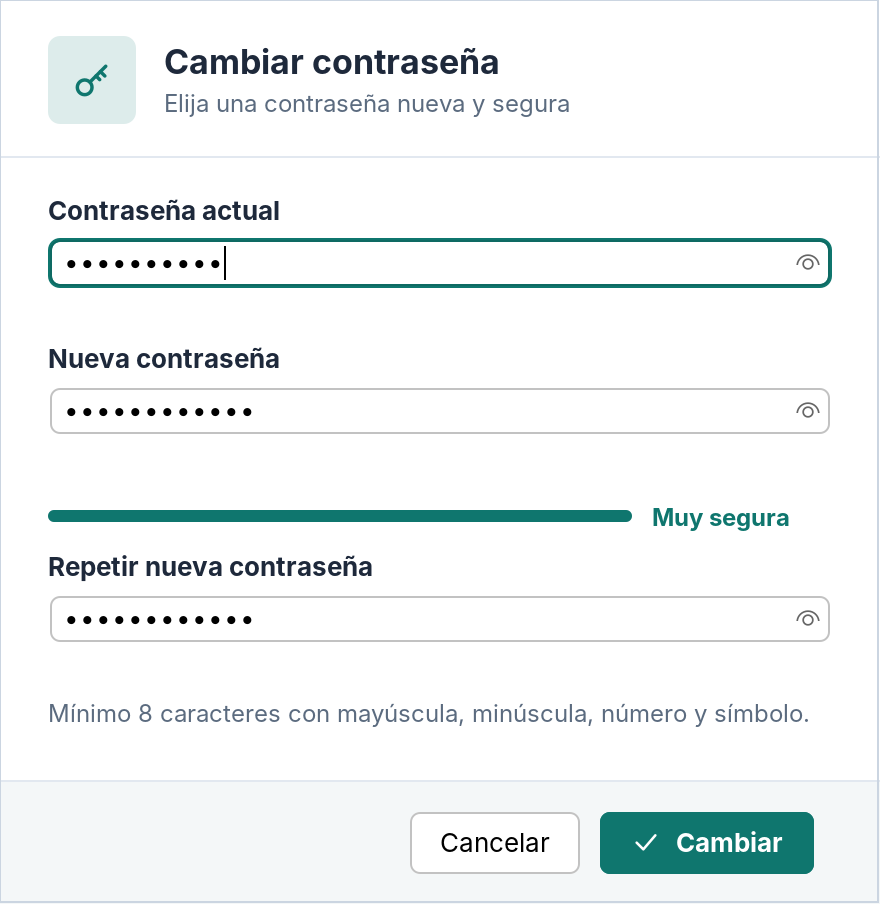 Cambiar contraseña
Elija una contraseña nueva y segura
Contraseña actual
••••••••••
Nueva contraseña
••••••••••••
Muy segura
Repetir nueva contraseña
••••••••••••
Mínimo 8 caracteres con mayúscula, minúscula, número y símbolo.
Cancelar
Cambiar